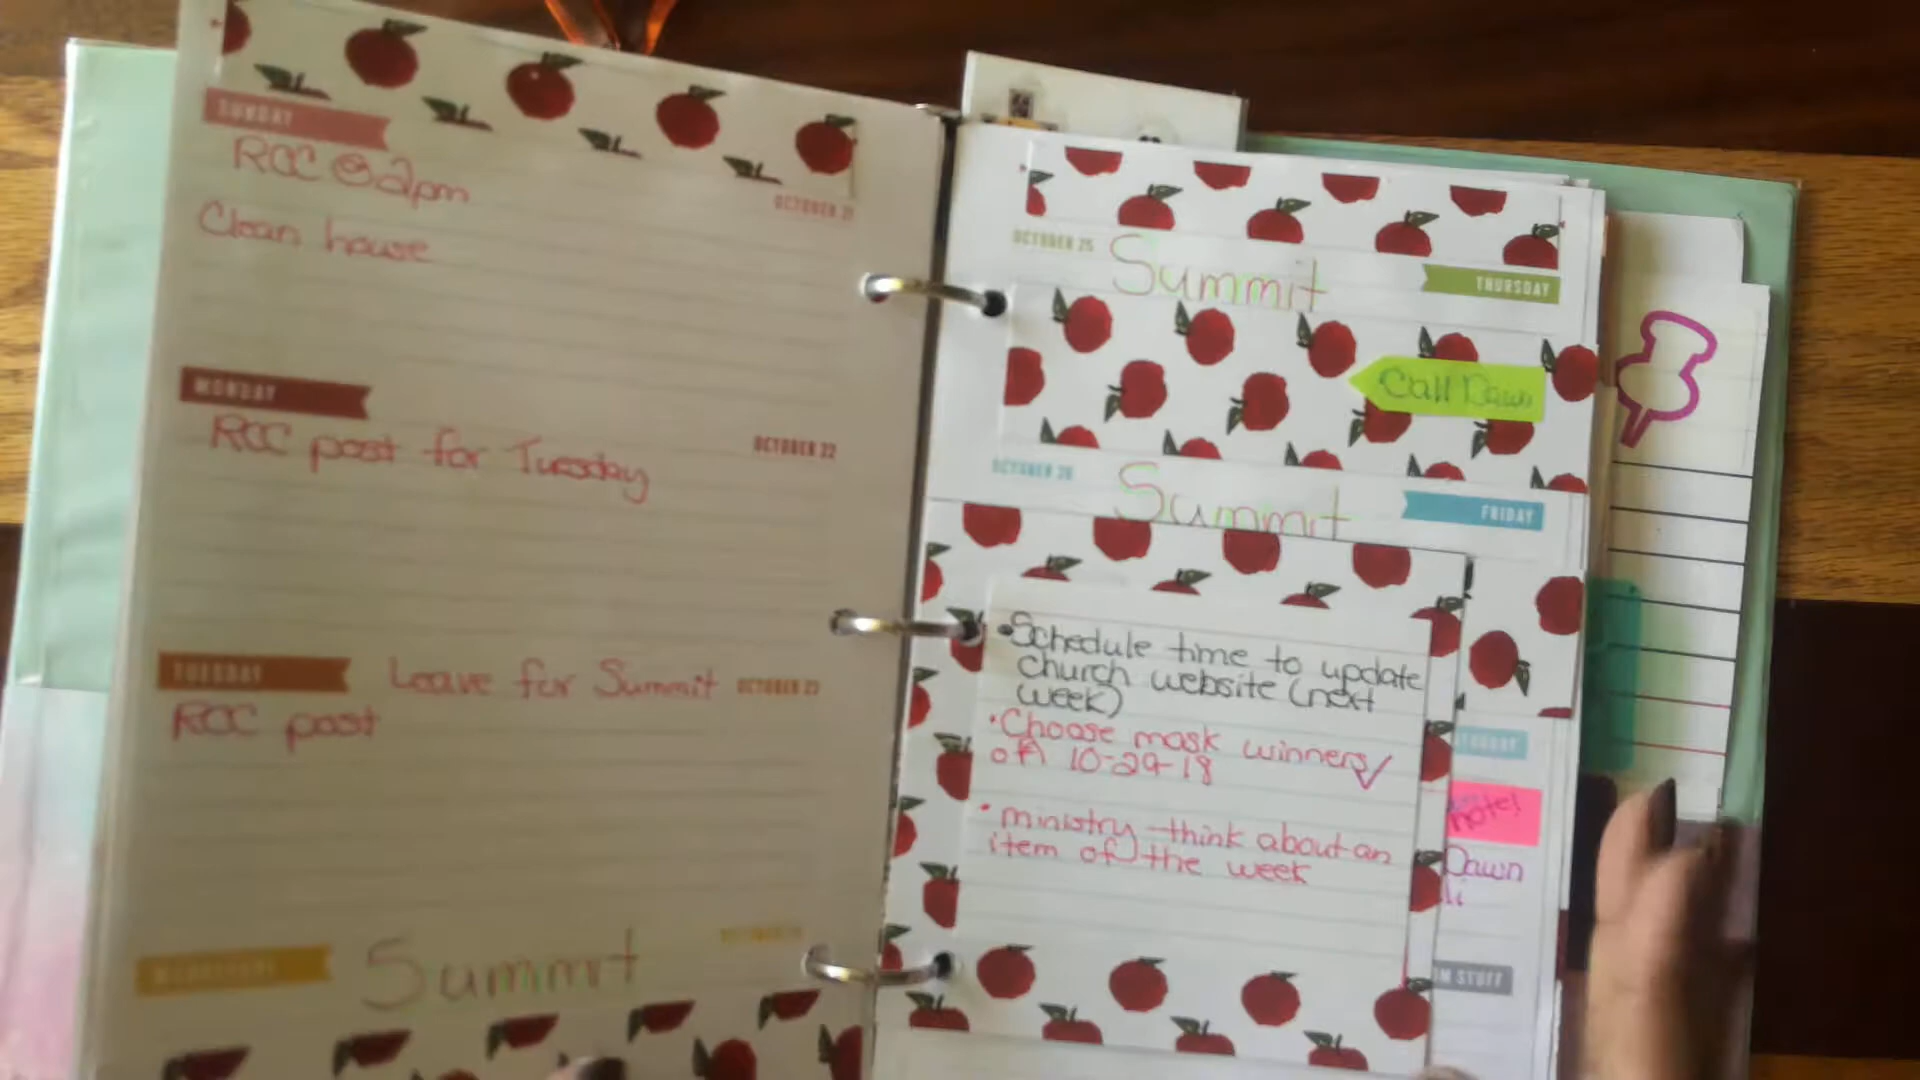 SUNDAY
RCC @ 2pm
OCTOBER 21
Clean house
MONDAY
OCTOBER 22
RCC post for Tuesday
TUESDAY
Leave for Summit
OCTOBER 23
RCC post
WEDNESDAY
Summit
OCTOBER 25
Summit
THURSDAY
Call Dawn
OCTOBER 26
Summit
FRIDAY
•Schedule time to update
church website (next
week)
•Choose mask winners✓
of 10-29-18
•ministry-think about an
item of the week
note!
Dawn
li
STUFF